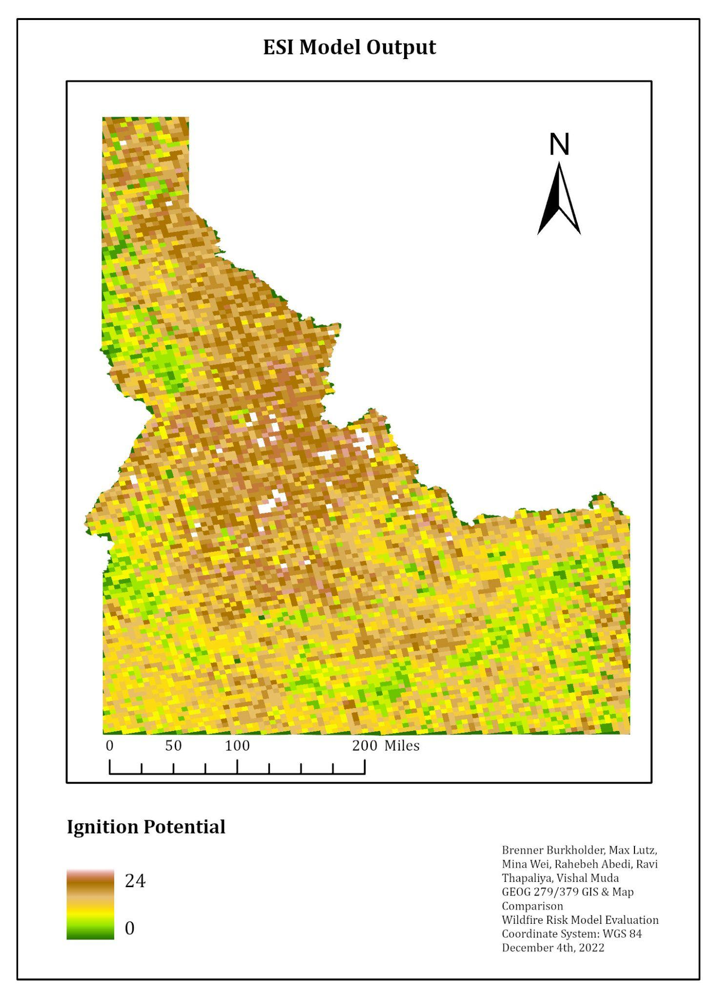 ESI Model Output
N
0 50 100 200 Miles
Ignition Potential
24
0
Brenner Burkholder, Max Lutz,
Mina Wei, Rahebeh Abedi, Ravi
Thapaliya, Vishal Muda
GEOG 279/379 GIS & Map
Comparison
Wildfire Risk Model Evaluation
Coordinate System: WGS 84
December 4th, 2022